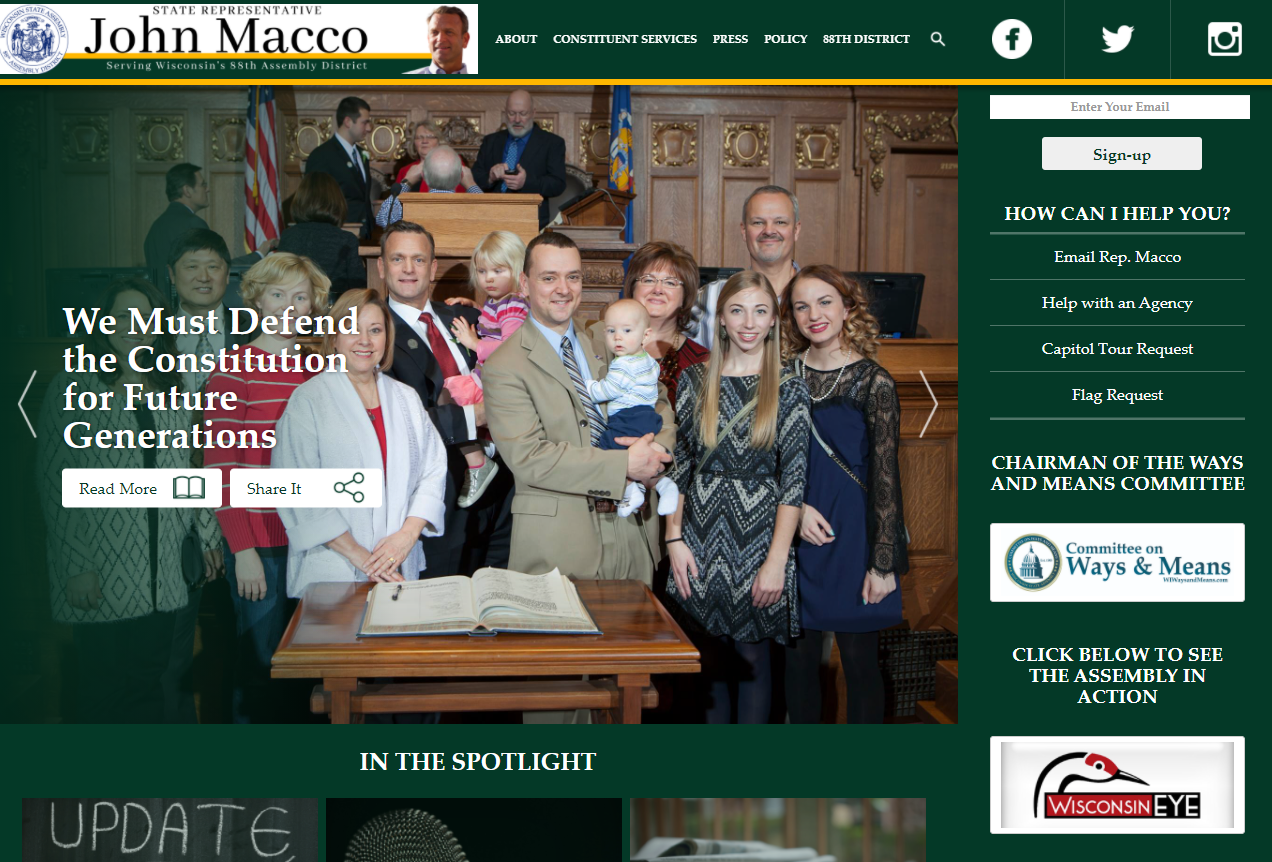 STATE REPRESENTATIVE
John Macco
Serving Wisconsin's 88th Assembly District
WISCONSIN STATE ASSEMBLY
88TH ASSEMBLY DISTRICT
ABOUT CONSTITUENT SERVICES PRESS POLICY 88TH DISTRICT
Enter Your Email
Sign-up
HOW CAN I HELP YOU?
Email Rep. Macco
Help with an Agency
Capitol Tour Request
Flag Request
We Must Defend
the Constitution
for Future
Generations
Read More
Share It
CHAIRMAN OF THE WAYS
AND MEANS COMMITTEE
Committee on
Ways & Means
WIWaysandMeans.com
CLICK BELOW TO SEE
THE ASSEMBLY IN
ACTION
WISCONSINEYE
IN THE SPOTLIGHT
UPDATE